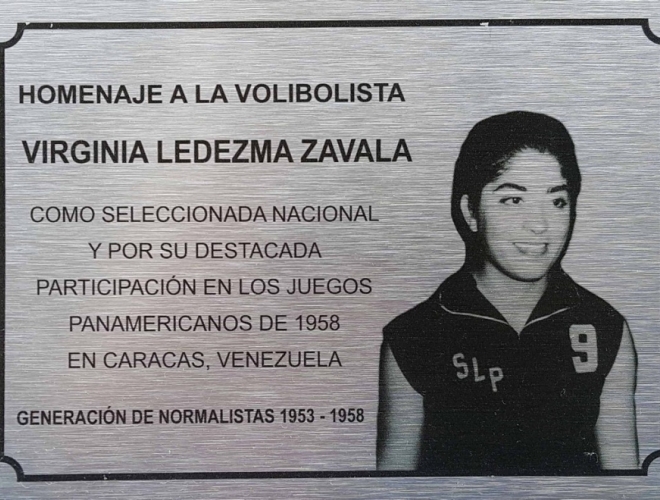 HOMENAJE A LA VOLIBOLISTA
VIRGINIA LEDEZMA ZAVALA
COMO SELECCIONADA NACIONAL
Y POR SU DESTACADA
PARTICIPACIÓN EN LOS JUEGOS
PANAMERICANOS DE 1958
EN CARACAS, VENEZUELA
GENERACIÓN DE NORMALISTAS 1953 - 1958
SLP 9